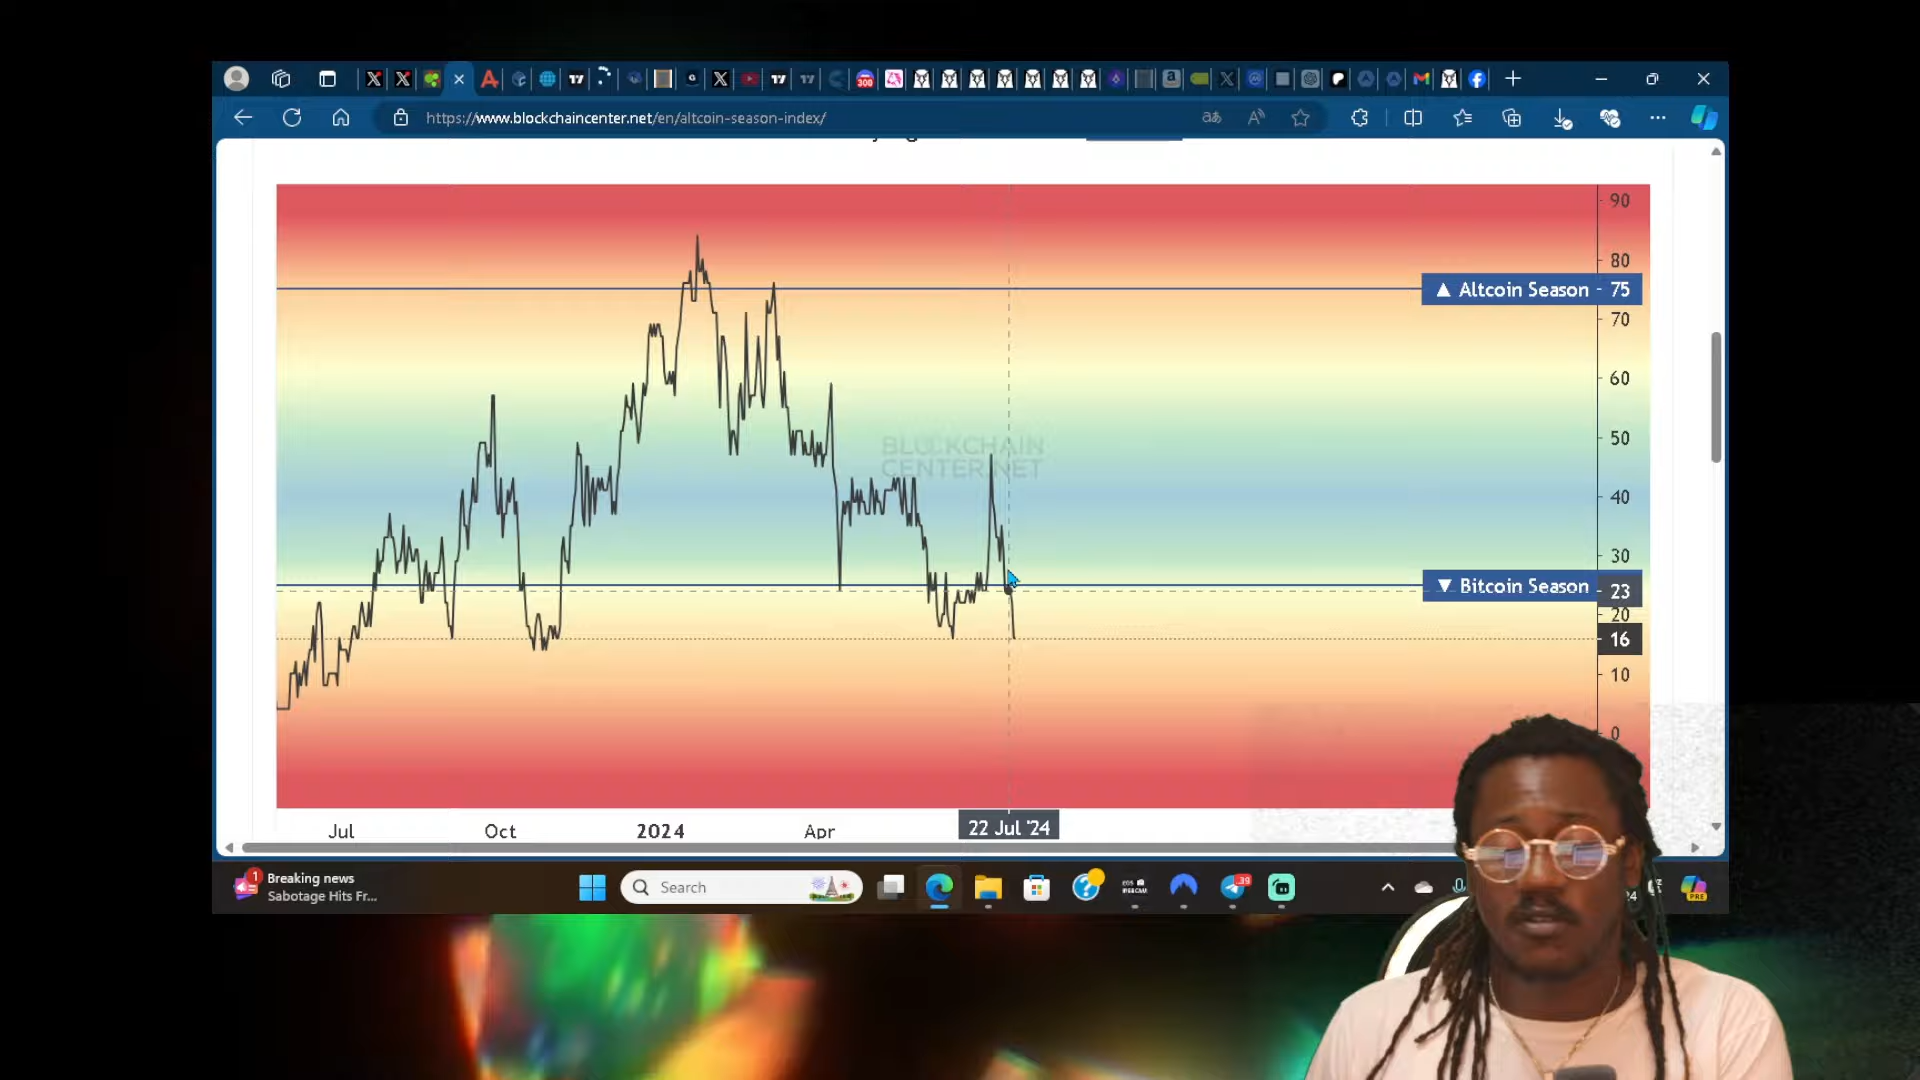 https://www.blockchaincenter.net/en/altcoin-season-index/
90
80
▲ Altcoin Season - 75
70
60
50
BLOCKCHAIN
CENTER.NET
40
30
▼ Bitcoin Season
23
20
16
10
0
Jul
Oct
2024
Apr
22 Jul '24
Breaking news
Sabotage Hits Fr...
Search